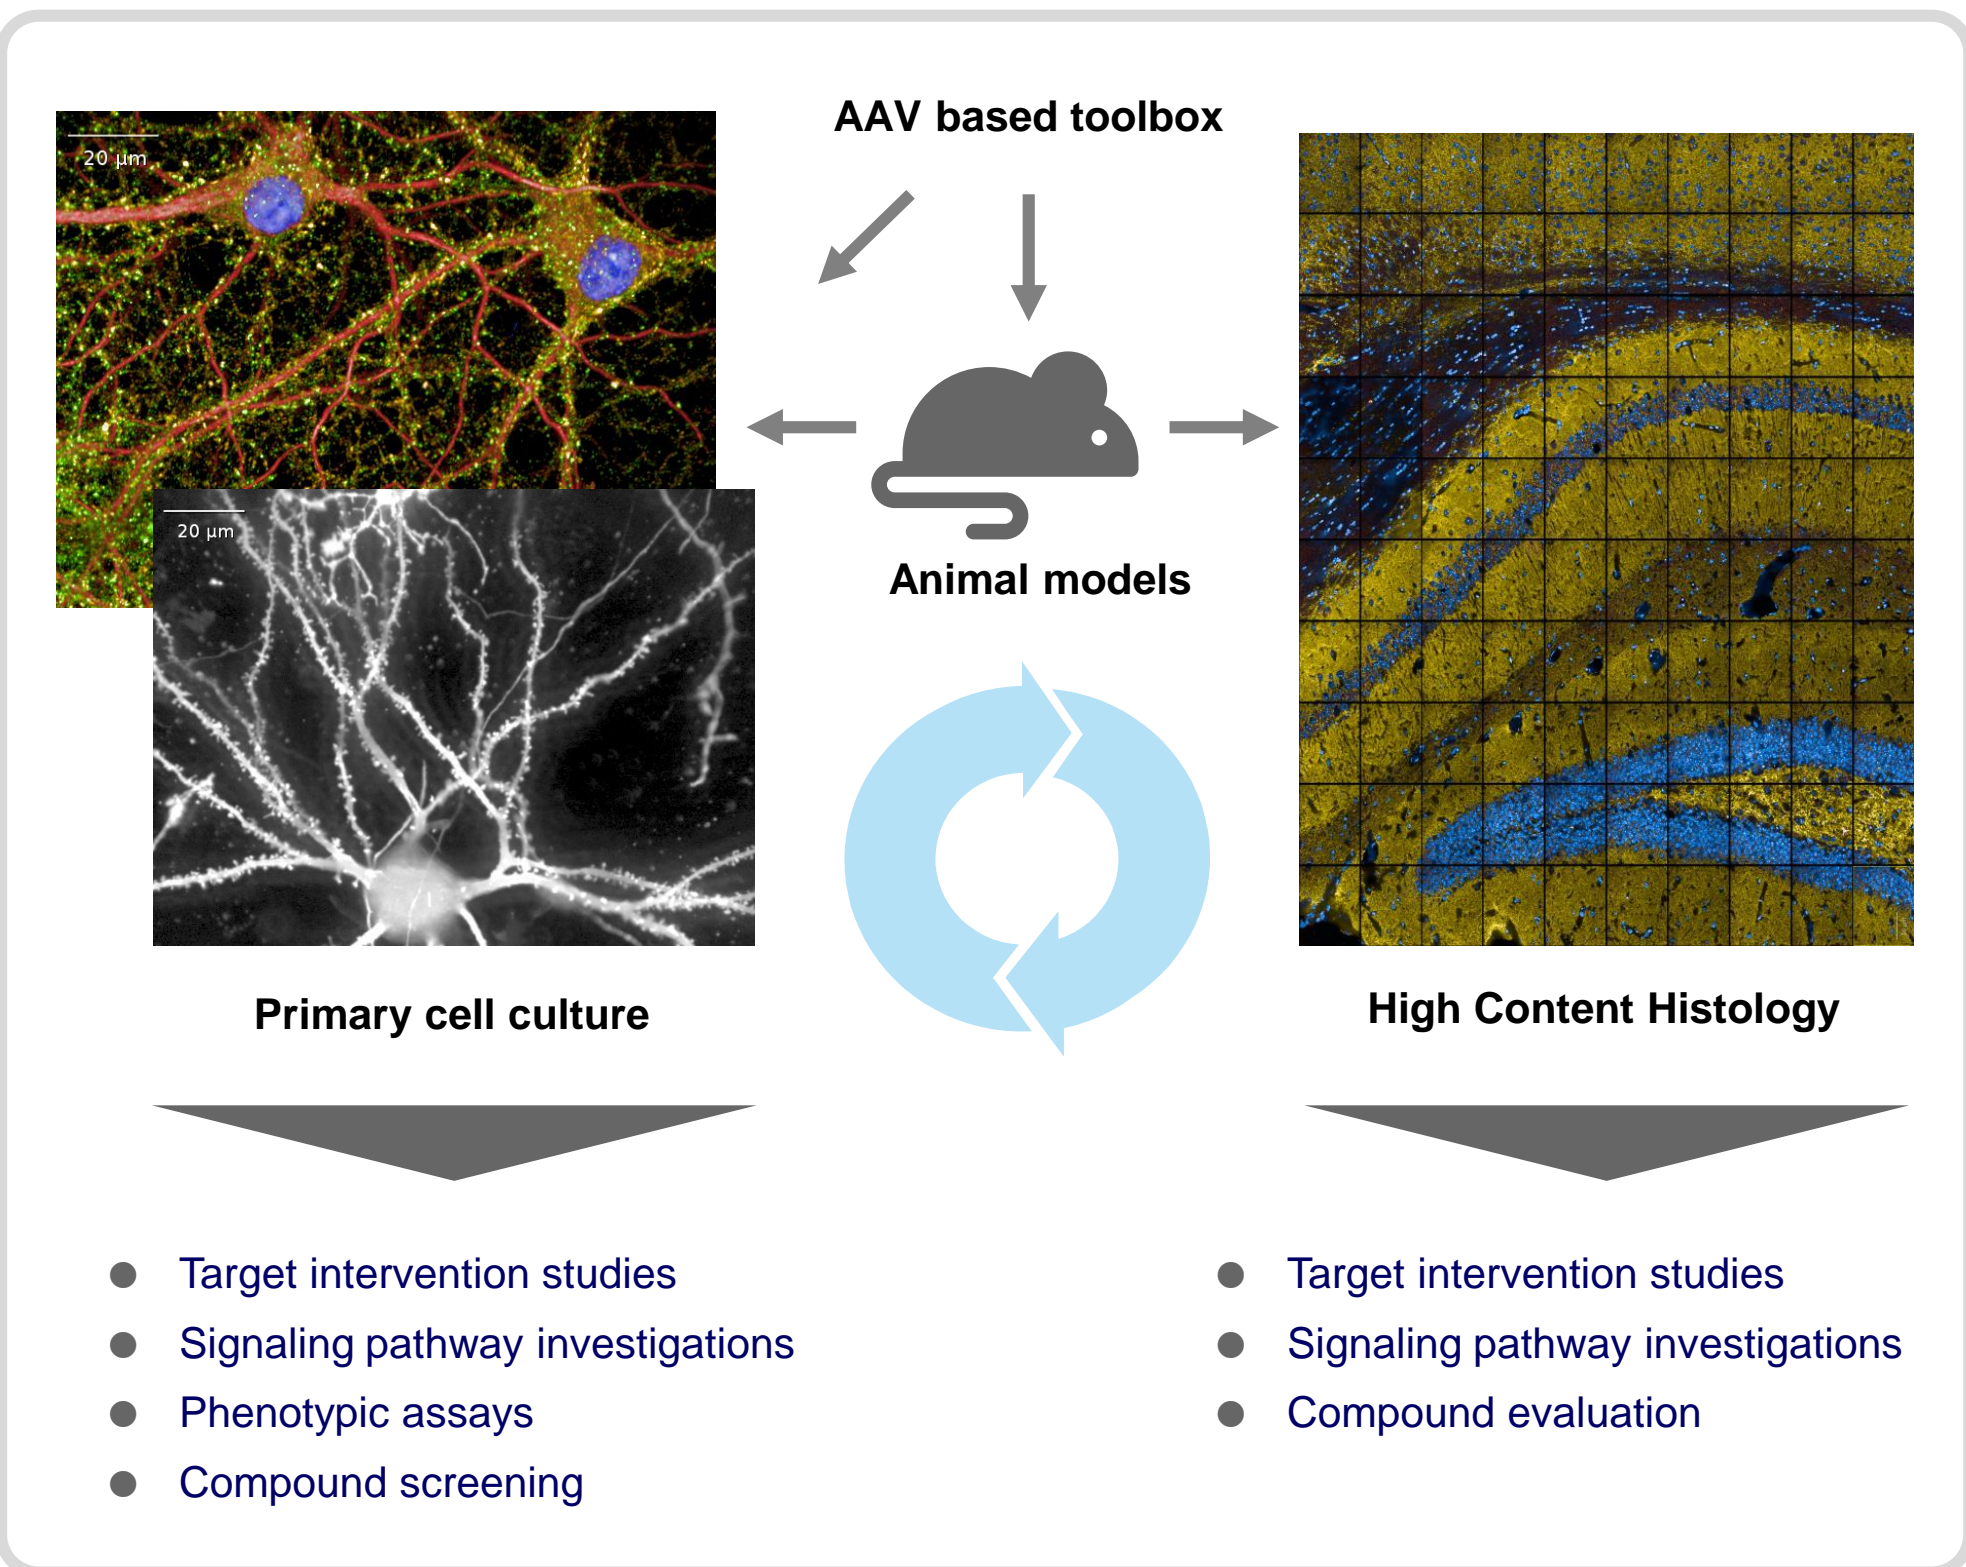 AAV based toolbox
20 µm
20 µm
Animal models
Primary cell culture
High Content Histology
Target intervention studies
Signaling pathway investigations
Phenotypic assays
Compound screening
Target intervention studies
Signaling pathway investigations
Compound evaluation